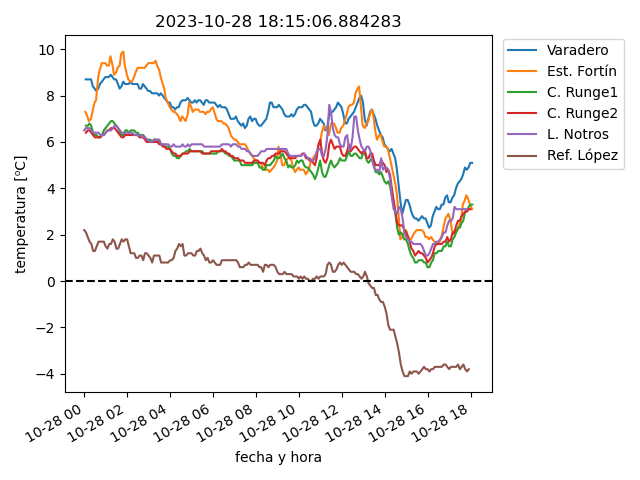 2023-10-28 18:15:06.884283
temperatura [ºC]
10
8
6
4
2
0
−2
−4
10-28 00
10-28 02
10-28 04
10-28 06
10-28 08
10-28 10
10-28 12
10-28 14
10-28 16
10-28 18
fecha y hora
Varadero
Est. Fortín
C. Runge1
C. Runge2
L. Notros
Ref. López